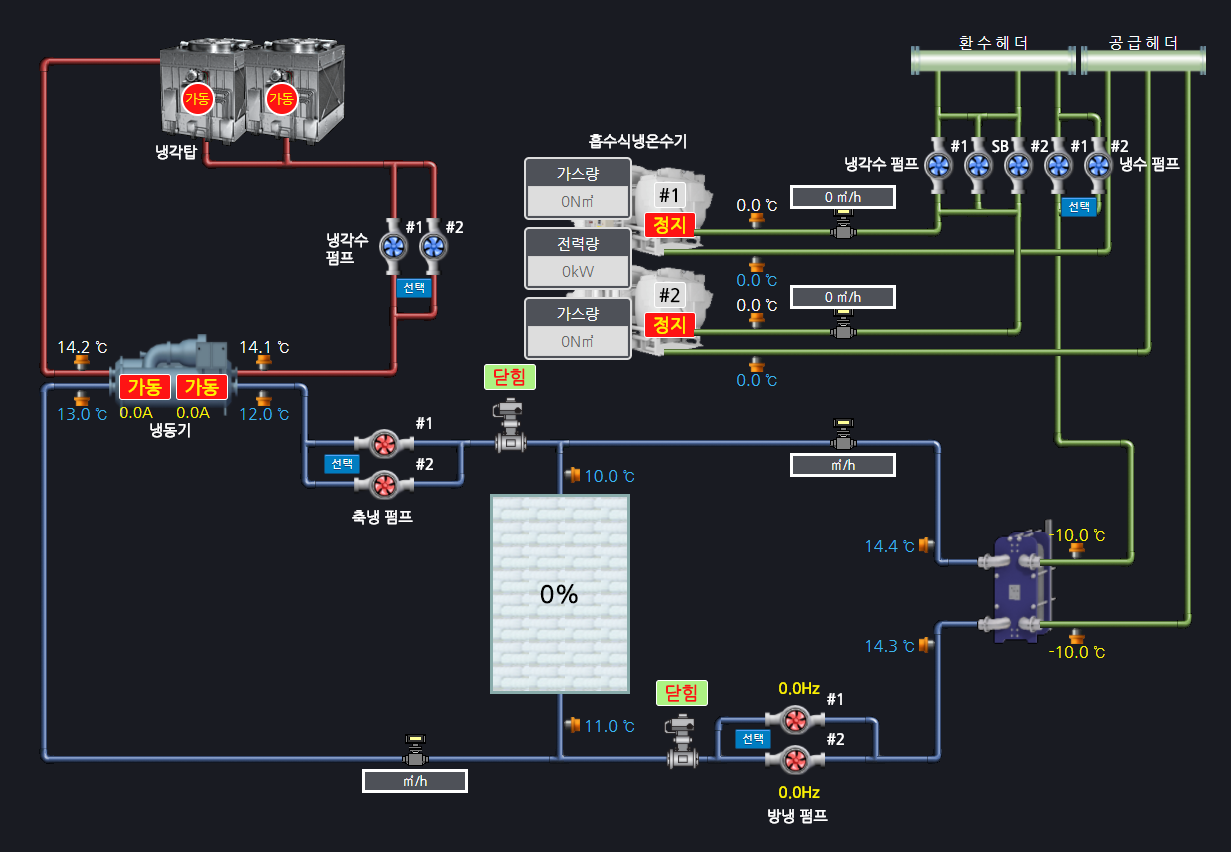 환수헤더
공급헤더
가동
가동
냉각탑
흡수식냉온수기
가스량
0N㎥
#1
정지
전력량
0kW
#2
정지
가스량
0N㎥
0.0 ℃
0 ㎥/h
0.0 ℃
0.0 ℃
0 ㎥/h
0.0 ℃
냉각수 펌프
#1
SB
#2
#1
#2
냉수 펌프
선택
냉각수
펌프
#1
#2
선택
14.2 ℃
14.1 ℃
가동
가동
13.0 ℃
0.0A
0.0A
12.0 ℃
냉동기
닫힘
#1
선택
#2
축냉 펌프
10.0 ℃
㎥/h
0%
14.4 ℃
-10.0 ℃
14.3 ℃
-10.0 ℃
닫힘
11.0 ℃
0.0Hz
#1
선택
#2
0.0Hz
방냉 펌프
㎥/h